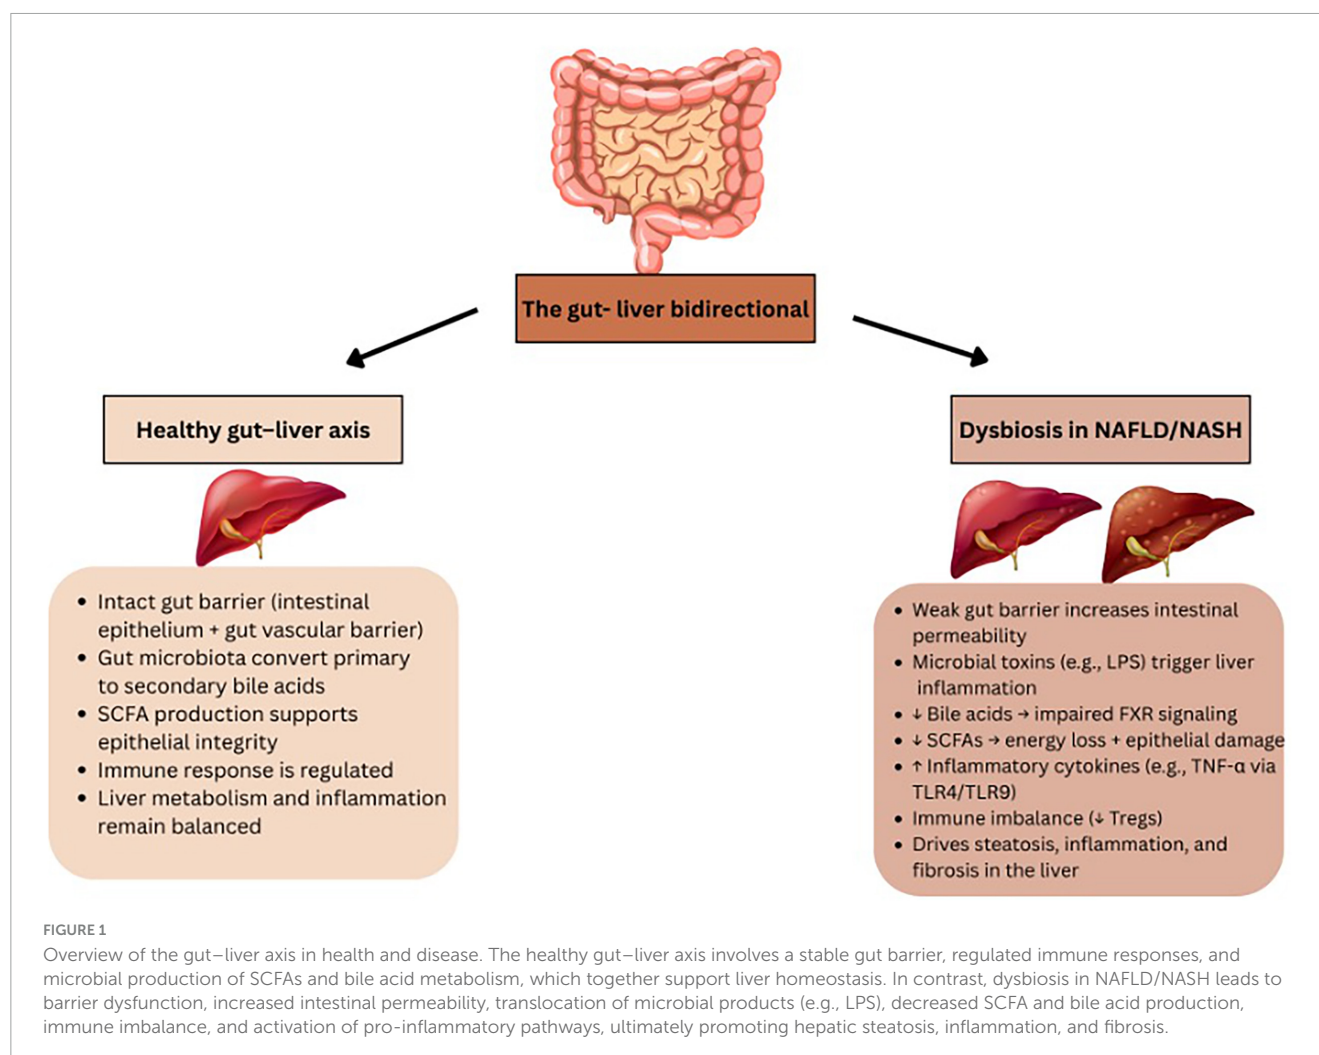 The gut- liver bidirectional
Healthy gut–liver axis
• Intact gut barrier (intestinal
epithelium + gut vascular barrier)
• Gut microbiota convert primary
to secondary bile acids
• SCFA production supports
epithelial integrity
• Immune response is regulated
• Liver metabolism and inflammation
remain balanced
Dysbiosis in NAFLD/NASH
• Weak gut barrier increases intestinal
permeability
• Microbial toxins (e.g., LPS) trigger liver
inflammation
• ↓ Bile acids → impaired FXR signaling
• ↓ SCFAs → energy loss + epithelial damage
• ↑ Inflammatory cytokines (e.g., TNF-α via
TLR4/TLR9)
• Immune imbalance (↓ Tregs)
• Drives steatosis, inflammation, and
fibrosis in the liver
FIGURE 1
Overview of the gut–liver axis in health and disease. The healthy gut–liver axis involves a stable gut barrier, regulated immune responses, and
microbial production of SCFAs and bile acid metabolism, which together support liver homeostasis. In contrast, dysbiosis in NAFLD/NASH leads to
barrier dysfunction, increased intestinal permeability, translocation of microbial products (e.g., LPS), decreased SCFA and bile acid production,
immune imbalance, and activation of pro-inflammatory pathways, ultimately promoting hepatic steatosis, inflammation, and fibrosis.